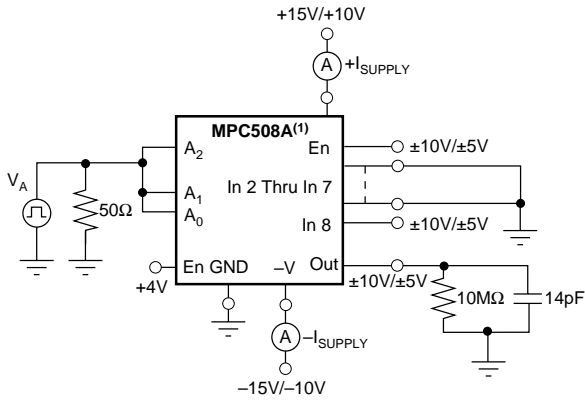 +15V/+10V
A
+I_SUPPLY
MPC508A(1)
A2
En
±10V/±5V
VA
50Ω
A1
A0
In 2 Thru In 7
In 8
±10V/±5V
En
GND
–V
Out
+4V
±10V/±5V
10MΩ
14pF
A
–I_SUPPLY
–15V/–10V